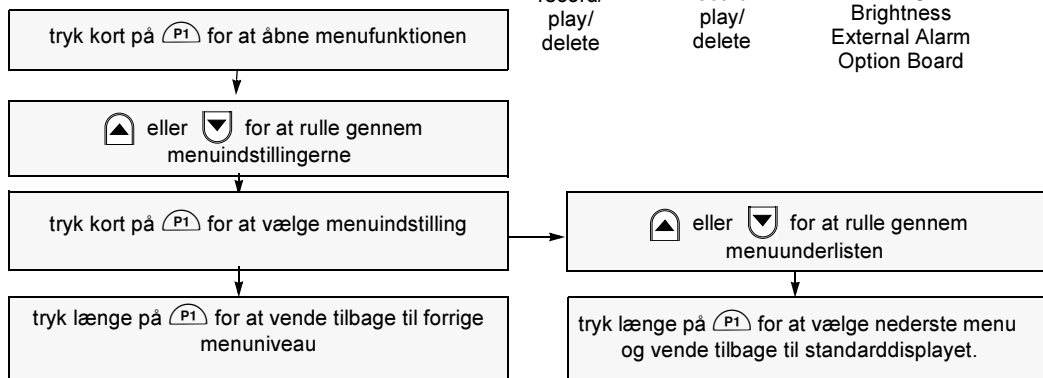 play/
delete
play/
delete
Brightness
External Alarm
Option Board
tryk kort på P1 for at åbne menufunktionen
eller for at rulle gennem
menuindstillingerne
tryk kort på P1 for at vælge menuindstilling
eller for at rulle gennem
menuunderlisten
tryk længe på P1 for at vende tilbage til forrige
menuniveau
tryk længe på P1 for at vælge nederste menu
og vende tilbage til standarddisplayet.